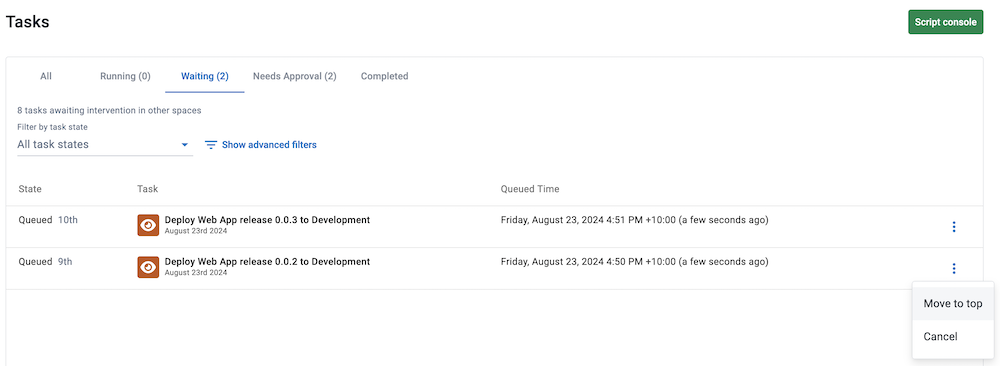 Tasks
Script console
All Running (0) Waiting (2) Needs Approval (2) Completed
8 tasks awaiting intervention in other spaces
Filter by task state
All task states Show advanced filters
State Task Queued Time
Queued 10th Deploy Web App release 0.0.3 to Development Friday, August 23, 2024 4:51 PM +10:00 (a few seconds ago)
August 23rd 2024
Queued 9th Deploy Web App release 0.0.2 to Development Friday, August 23, 2024 4:50 PM +10:00 (a few seconds ago)
August 23rd 2024
Move to top
Cancel